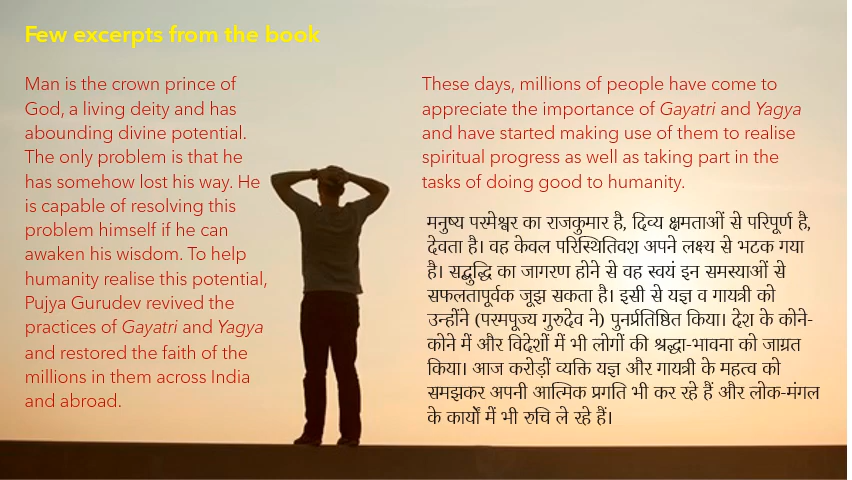 Few excerpts from the book
Man is the crown prince of
God, a living deity and has
abounding divine potential.
The only problem is that he
has somehow lost his way. He
is capable of resolving this
problem himself if he can
awaken his wisdom. To help
humanity realise this potential,
Pujya Gurudev revived the
practices of Gayatri and Yagya
and restored the faith of the
millions in them across India
and abroad.
These days, millions of people have come to
appreciate the importance of Gayatri and Yagya
and have started making use of them to realise
spiritual progress as well as taking part in the
tasks of doing good to humanity.
मनुष्य परमेश्वर का राजकुमार है, दिव्य क्षमताओं से परिपूर्ण है,
देवता है। वह केवल परिस्थितिवश अपने लक्ष्य से भटक गया
है। सद्बुद्धि का जागरण होने से वह स्वयं इन समस्याओं से
सफलतापूर्वक जूझ सकता है। इसी से यज्ञ व गायत्री को
उन्होंने (परमपूज्य गुरुदेव ने) पुनर्प्रतिष्ठित किया। देश के कोने-
कोने में और विदेशों में भी लोगों की श्रद्धा-भावना को जाग्रत
किया। आज करोड़ों व्यक्ति यज्ञ और गायत्री के महत्व को
समझकर अपनी आत्मिक प्रगति भी कर रहे हैं और लोक-मंगल
के कार्यों में भी रुचि ले रहे हैं।